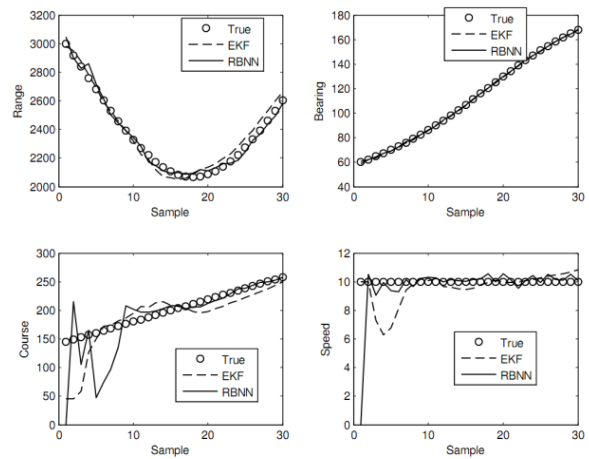 3200
3000
2800
2600
2400
2200
2000
Range
0
10
20
30
Sample
True
EKF
RBNN
180
160
140
120
100
80
60
40
Bearing
0
10
20
30
Sample
True
EKF
RBNN
300
250
200
150
100
50
0
Course
0
10
20
30
Sample
True
EKF
RBNN
12
10
8
6
4
2
0
Speed
0
10
20
30
Sample
True
EKF
RBNN